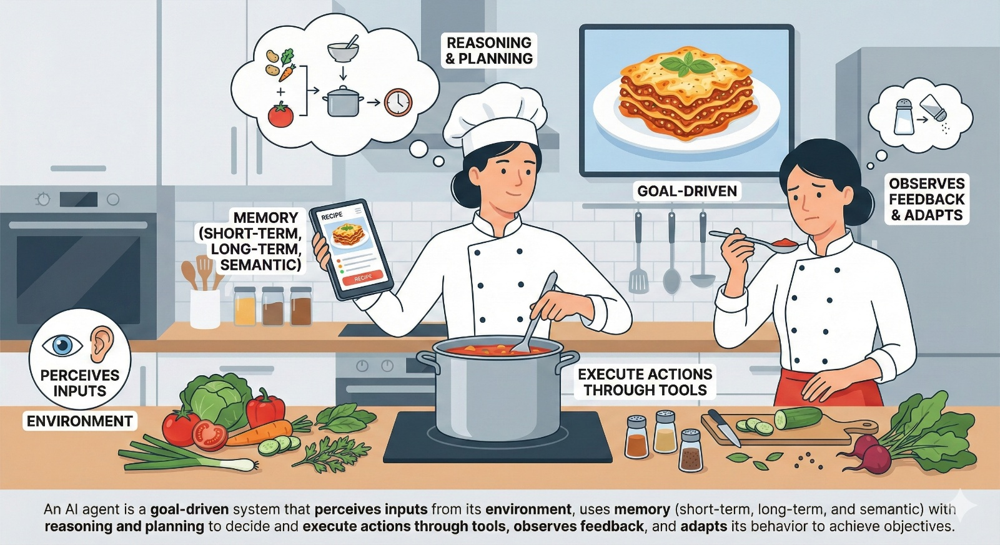 REASONING
& PLANNING
MEMORY
(SHORT-TERM,
LONG-TERM,
SEMANTIC)
RECIPE
RECIPE
GOAL-DRIVEN
OBSERVES
FEEDBACK
& ADAPTS
PERCEIVES
INPUTS
ENVIRONMENT
EXECUTE ACTIONS
THROUGH TOOLS
An AI agent is a goal-driven system that perceives inputs from its environment, uses memory (short-term, long-term, and semantic) with
reasoning and planning to decide and execute actions through tools, observes feedback, and adapts its behavior to achieve objectives.